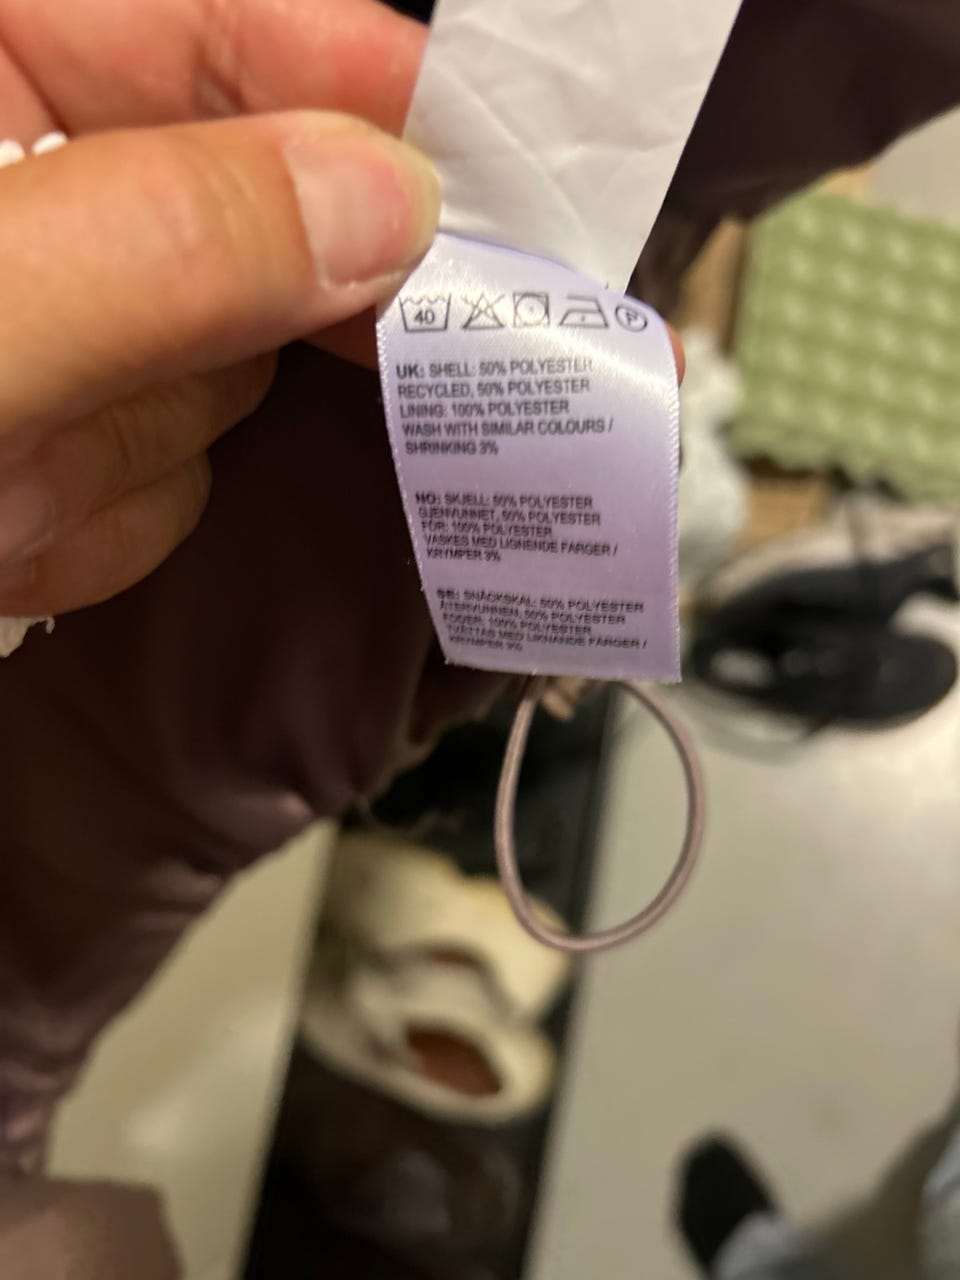 40 P
UK: SHELL: 50% POLYESTER
RECYCLED, 50% POLYESTER
LINING: 100% POLYESTER
WASH WITH SIMILAR COLOURS /
SHRINKING 3%
NO: SKJELL: 50% POLYESTER
GJENVUNNET, 50% POLYESTER
FÔR: 100% POLYESTER
VASKES MED LIGNENDE FARGER /
KRYMPER 3%
SE: SNÄCKSKAL: 50% POLYESTER
ÅTERVUNNEN, 50% POLYESTER
FODER: 100% POLYESTER
TVÄTTAS MED LIKNANDE FÄRGER /
KRYMPER 3%